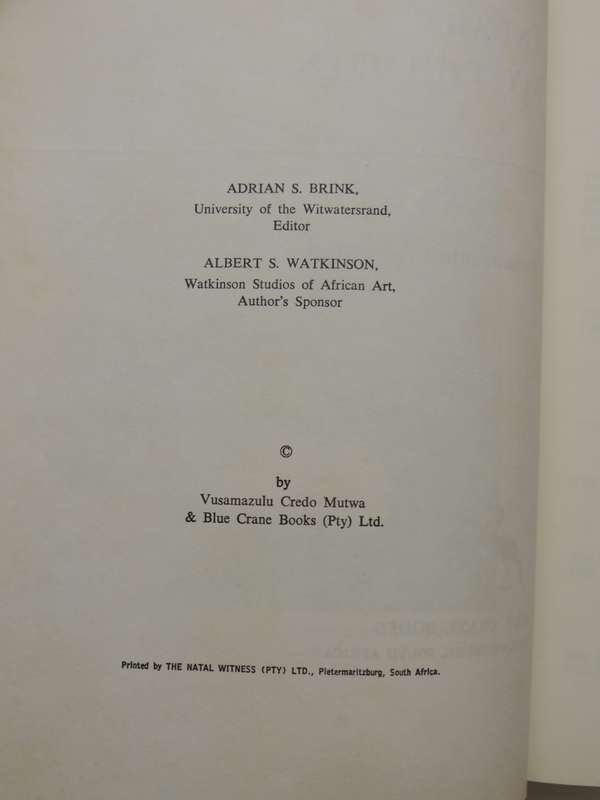 ADRIAN S. BRINK,
University of the Witwatersrand,
Editor
ALBERT S. WATKINSON,
Watkinson Studios of African Art,
Author's Sponsor
©
by
Vusamazulu Credo Mutwa
& Blue Crane Books (Pty) Ltd.
Printed by THE NATAL WITNESS (PTY) LTD., Pietermaritzburg, South Africa.